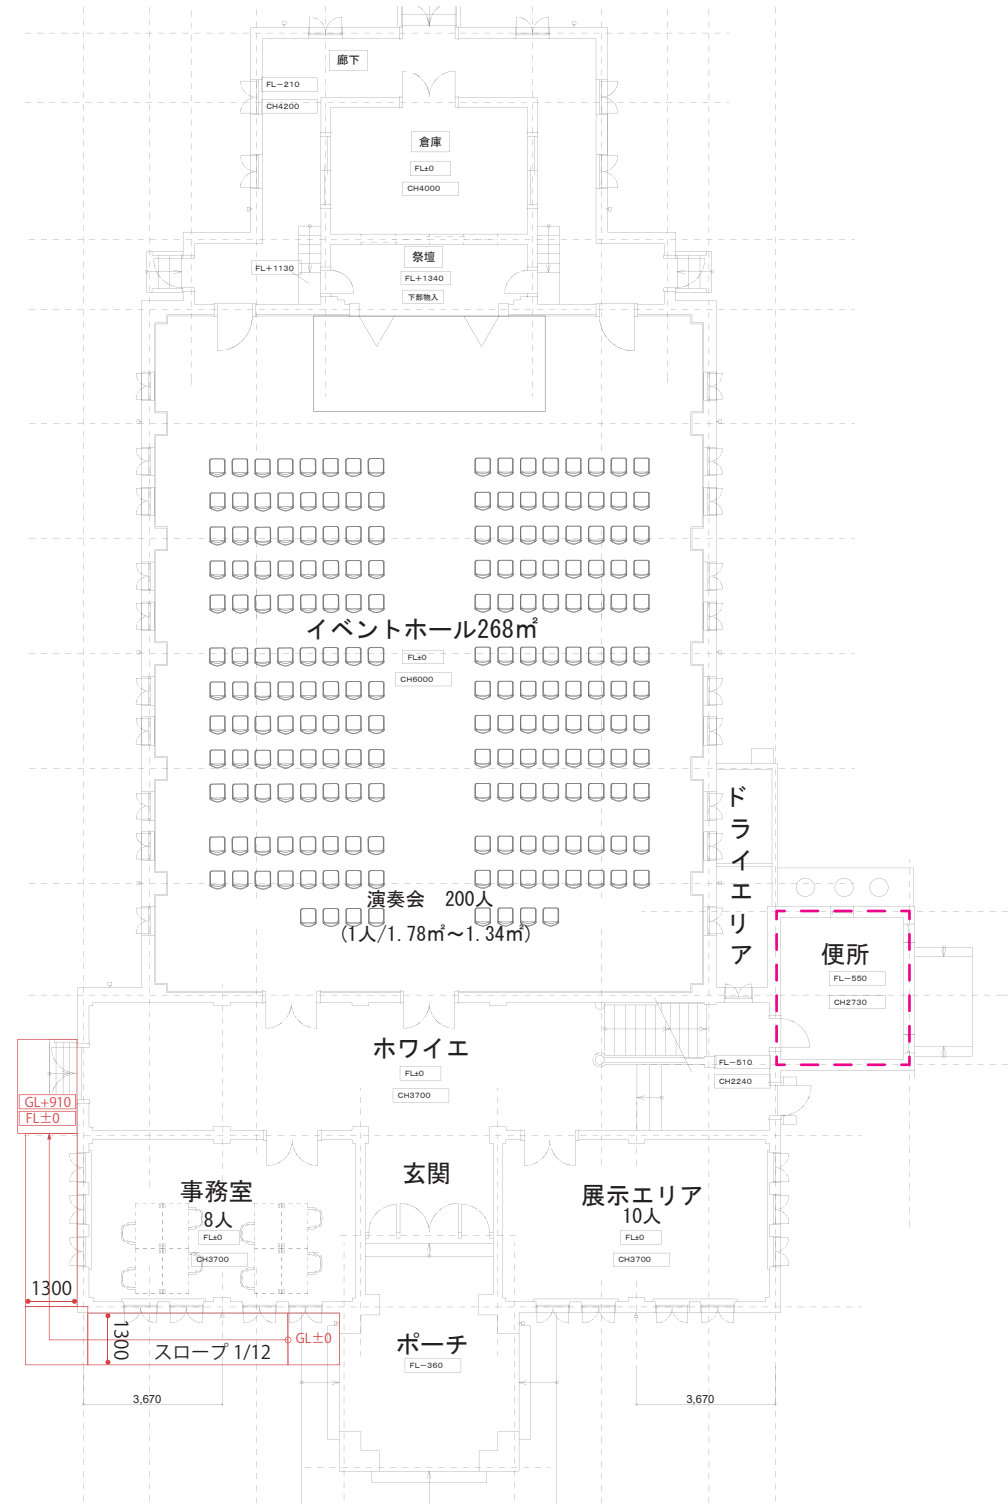 廊下
FL−210
CH4200
倉庫
FL±0
CH4000
祭壇
FL+1130
FL+1340
下部物入
イベントホール268㎡
FL±0
CH6000
ドライエリア
演奏会　200人
(1人/1.78㎡～1.34㎡)
便所
FL−550
CH2730
ホワイエ
FL±0
CH3700
FL−510
CH2240
GL+910
FL±0
玄関
事務室
8人
FL±0
CH3700
展示エリア
10人
FL±0
CH3700
1300
1300
スロープ 1/12
GL±0
ポーチ
FL−360
3,670
3,670